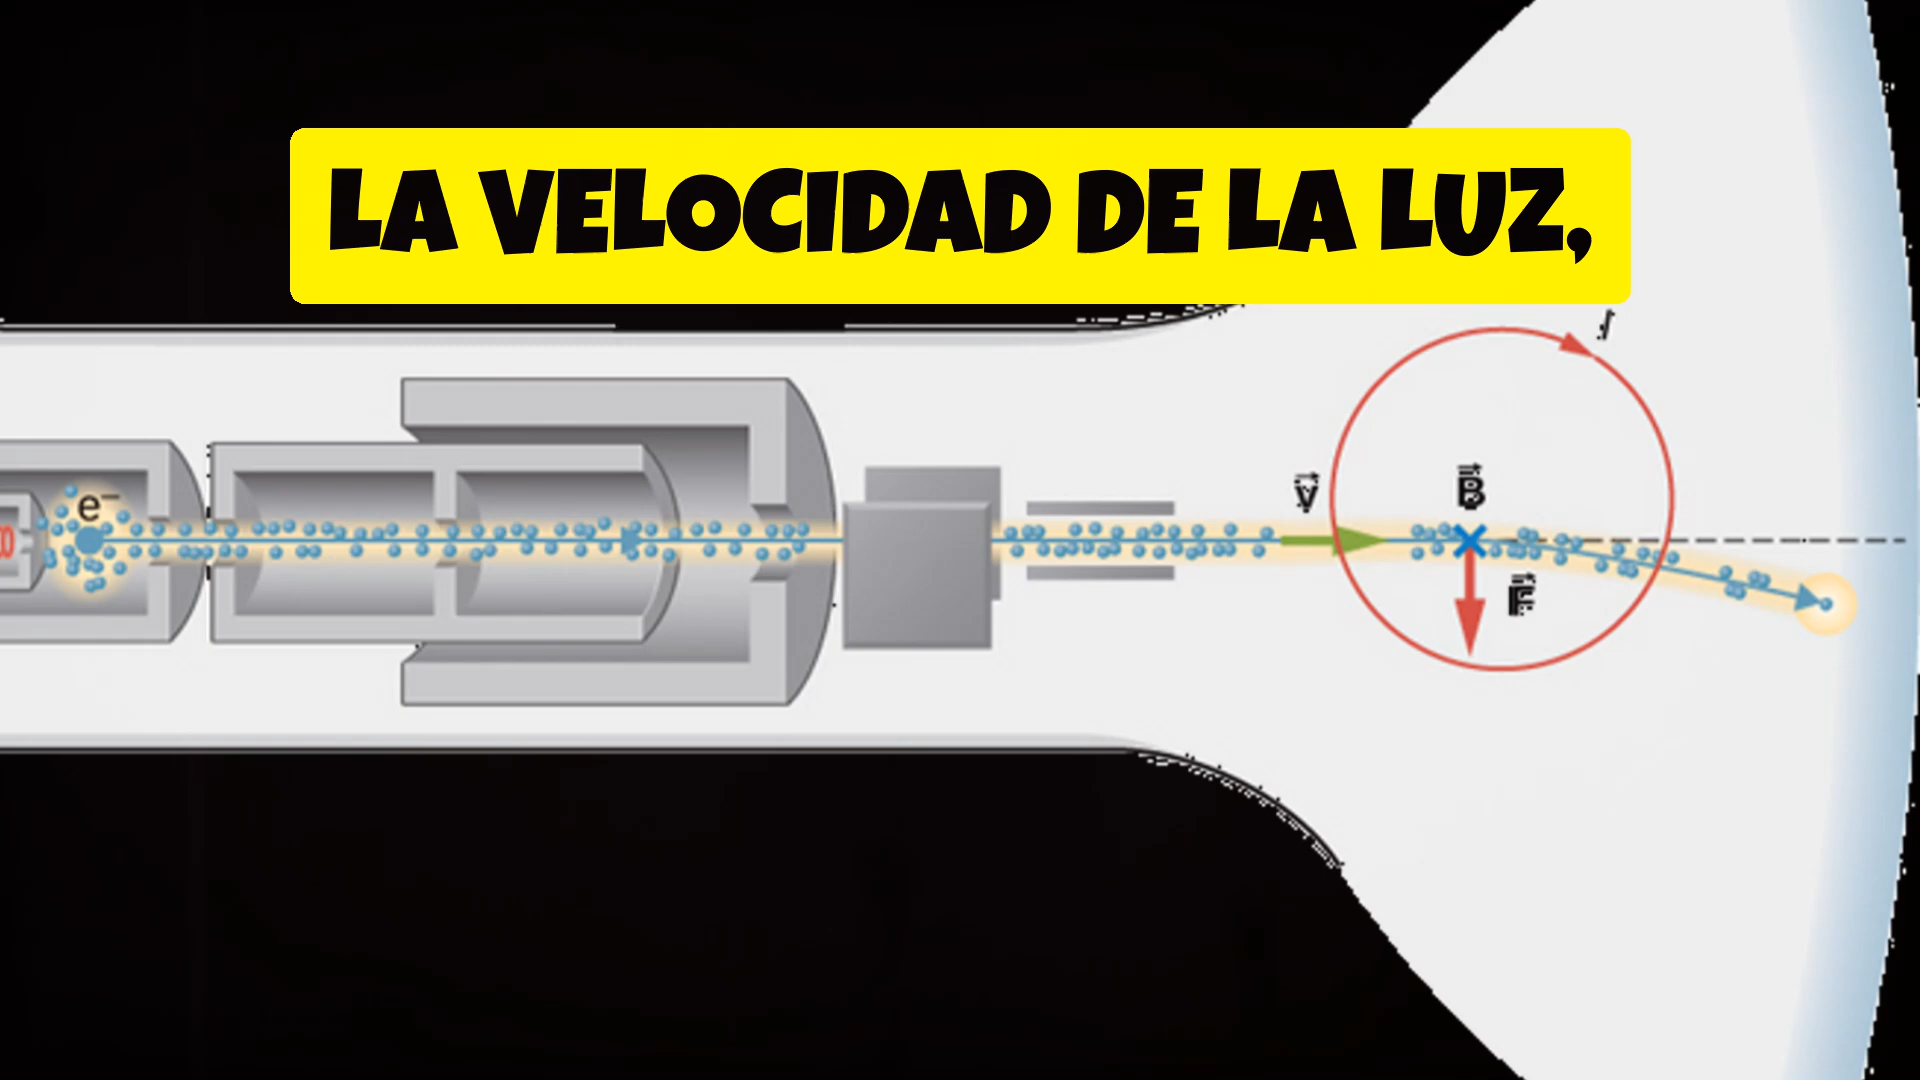 LA VELOCIDAD DE LA LUZ,
I
e⁻
V⃗
B⃗
F⃗